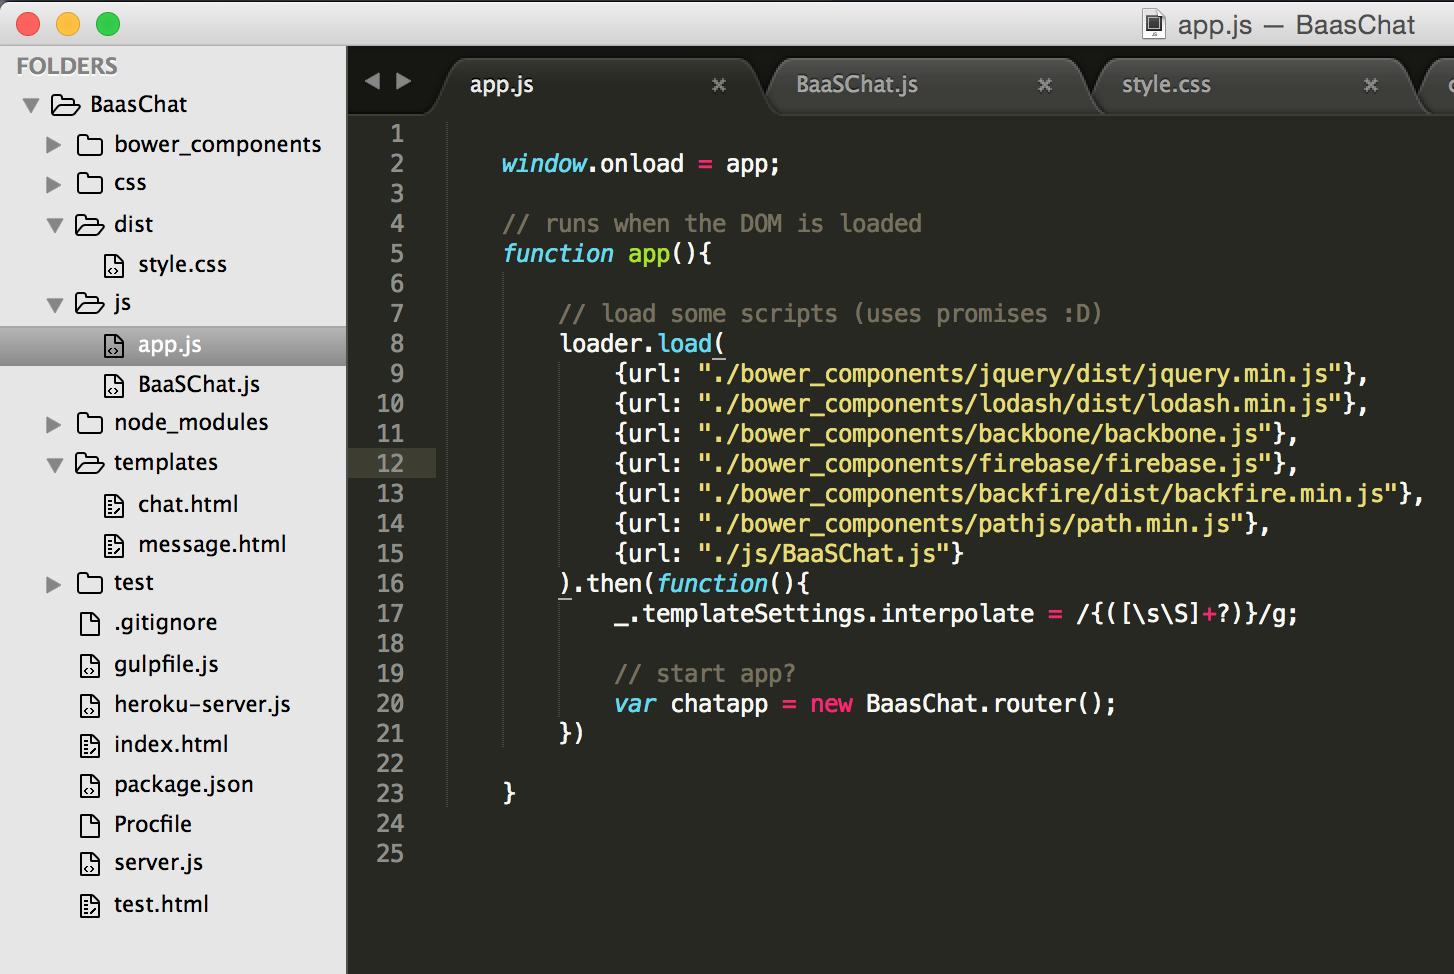 app.js — BaasChat
FOLDERS
BaasChat
bower_components
css
dist
style.css
js
app.js
BaaSChat.js
node_modules
templates
chat.html
message.html
test
.gitignore
gulpfile.js
heroku-server.js
index.html
package.json
Procfile
server.js
test.html
app.js
BaaSChat.js
style.css
1
2 window.onload = app;
3
4 // runs when the DOM is loaded
5 function app(){
6
7 // load some scripts (uses promises :D)
8 loader.load(
9 {url: "./bower_components/jquery/dist/jquery.min.js"},
10 {url: "./bower_components/lodash/dist/lodash.min.js"},
11 {url: "./bower_components/backbone/backbone.js"},
12 {url: "./bower_components/firebase/firebase.js"},
13 {url: "./bower_components/backfire/dist/backfire.min.js"},
14 {url: "./bower_components/pathjs/path.min.js"},
15 {url: "./js/BaaSChat.js"}
16 ).then(function(){
17 _.templateSettings.interpolate = /{([\s\S]+?)}/g;
18
19 // start app?
20 var chatapp = new BaasChat.router();
21 })
22
23 }
24
25